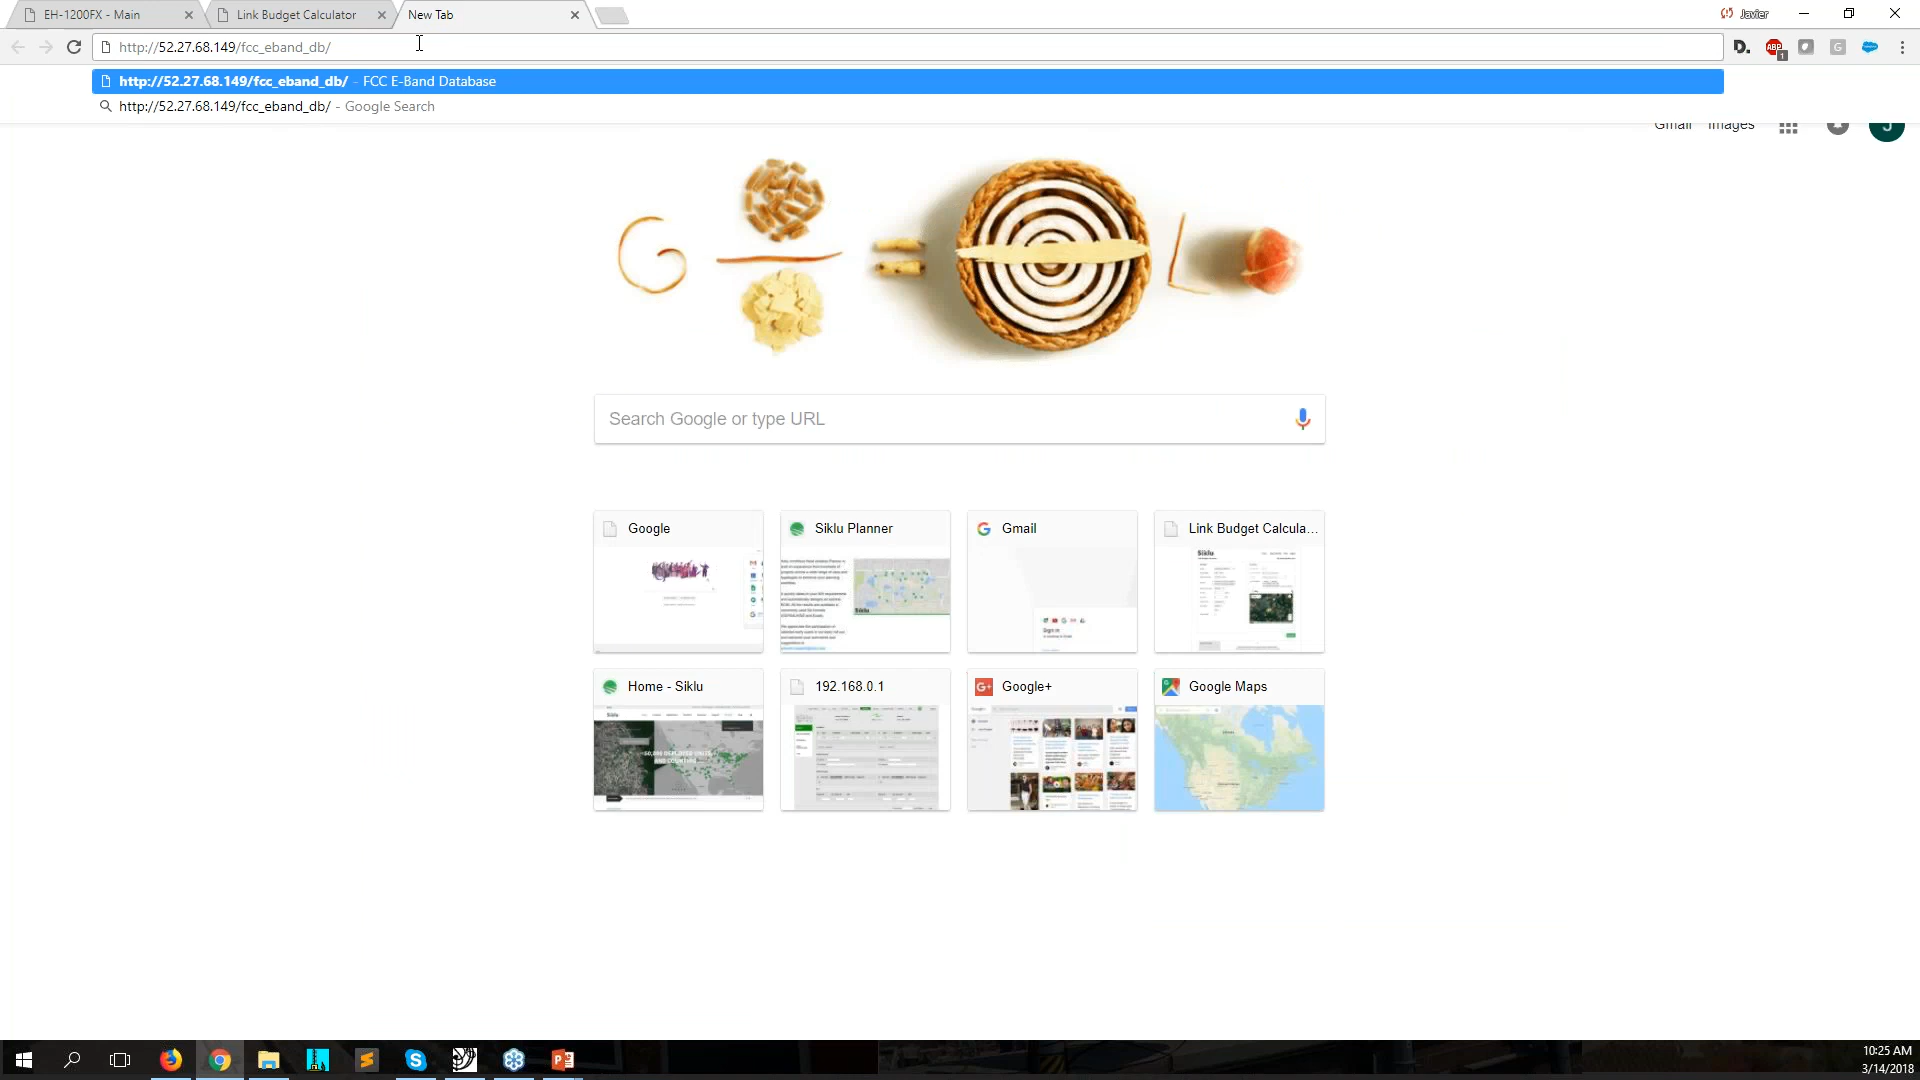 EH-1200FX - Main
Link Budget Calculator
New Tab
Javier
http://52.27.68.149/fcc_eband_db/
http://52.27.68.149/fcc_eband_db/ - FCC E-Band Database
http://52.27.68.149/fcc_eband_db/ - Google Search
Gmail Images
J
Search Google or type URL
Google
Siklu Planner
Gmail
Link Budget Calcula...
Home - Siklu
192.168.0.1
Google+
Google Maps
10:25 AM
3/14/2018